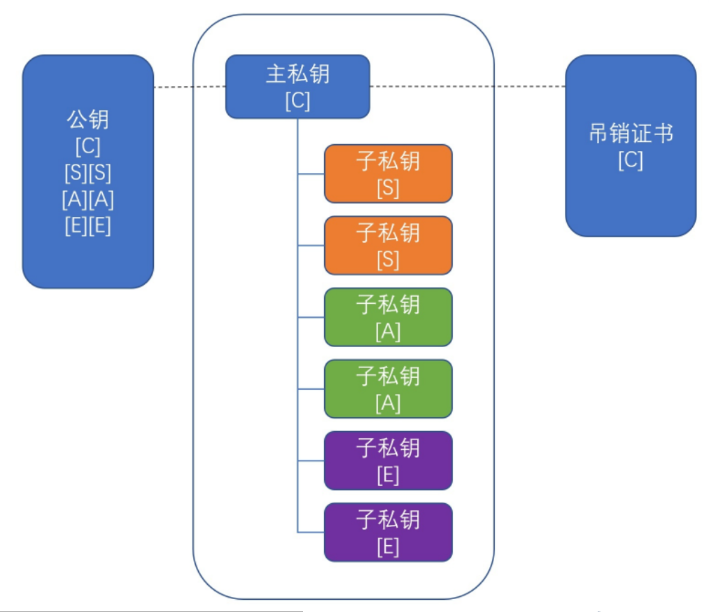 公钥
[C]
[S][S]
[A][A]
[E][E]
主私钥
[C]
子私钥
[S]
子私钥
[S]
子私钥
[A]
子私钥
[A]
子私钥
[E]
子私钥
[E]
吊销证书
[C]